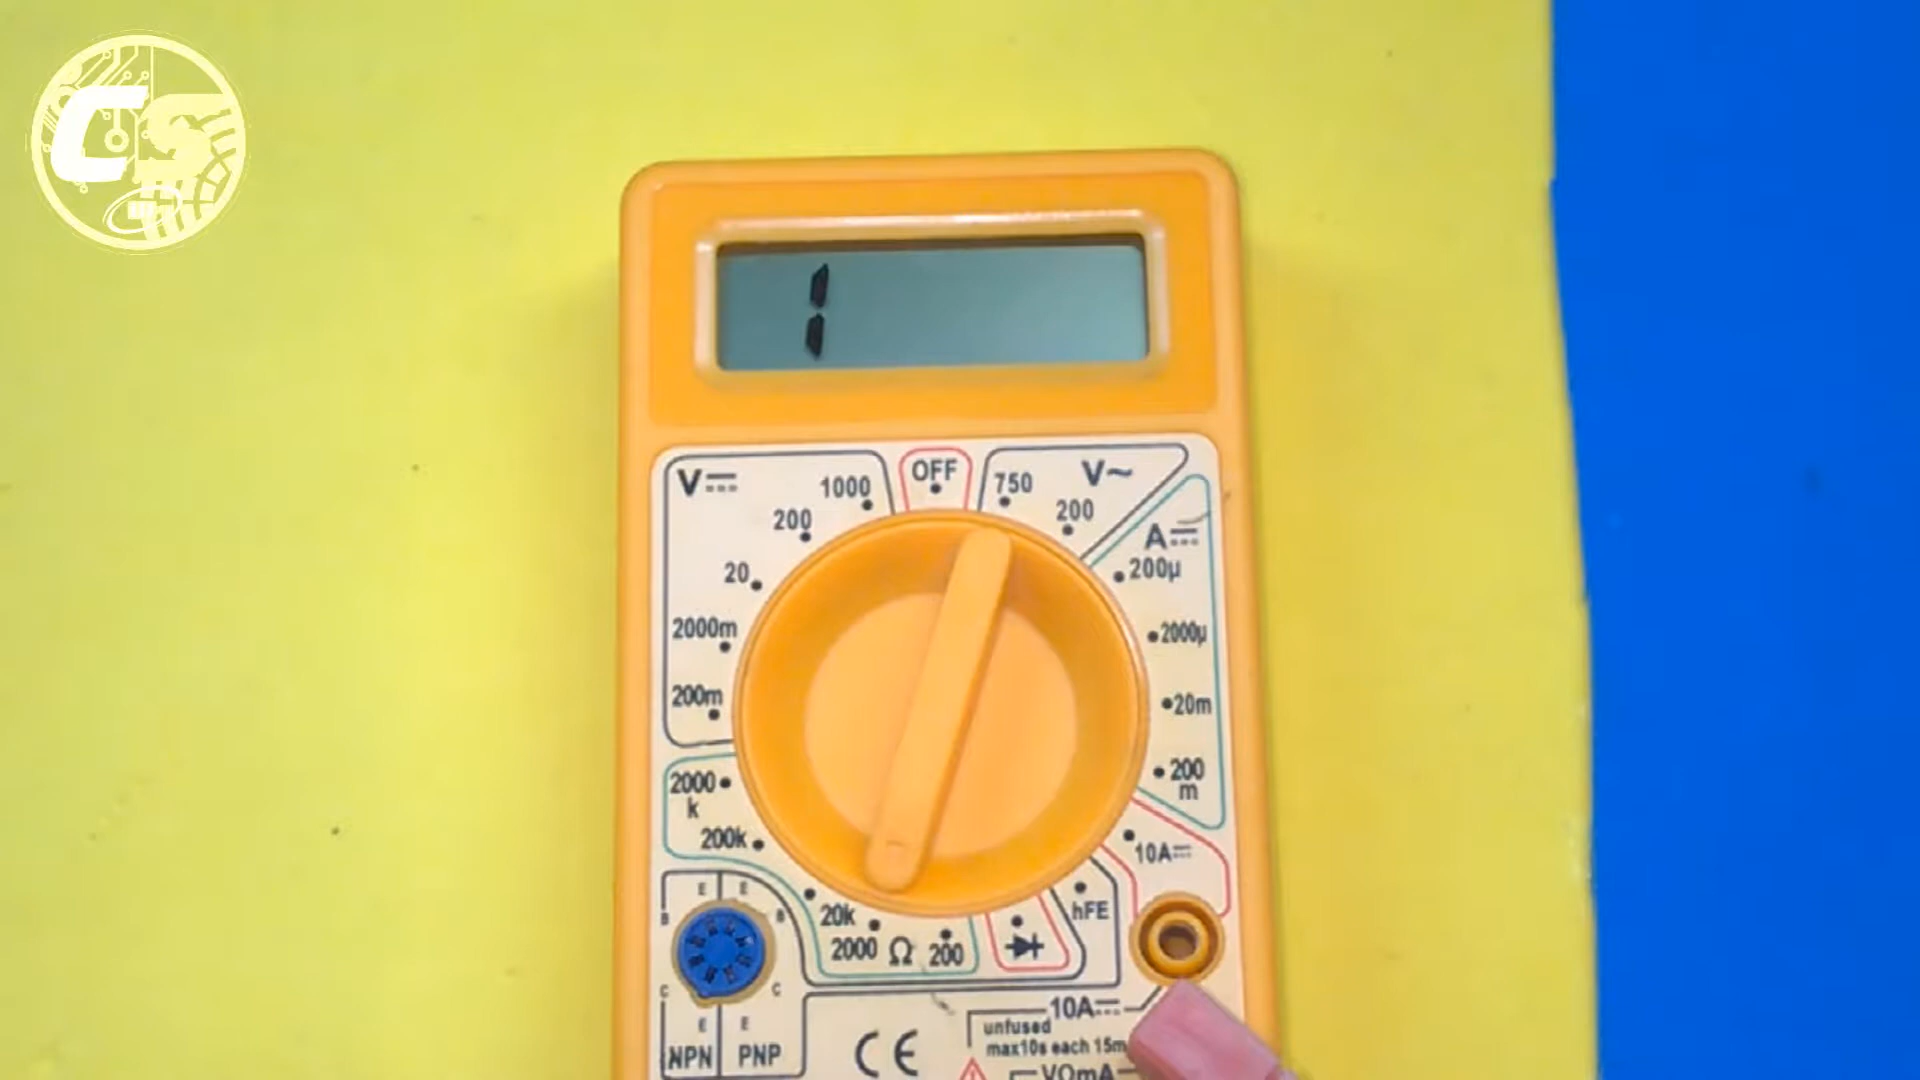 CS
1
V
1000
OFF
750
V~
200
200
A
20
200µ
2000m
2000µ
200m
20m
2000
k
200
m
200k
10A
E E
B B
20k
hFE
2000 Ω 200
C C
10A
E E
unfused
NPN PNP
CE
max10s each 15m
VΩmA